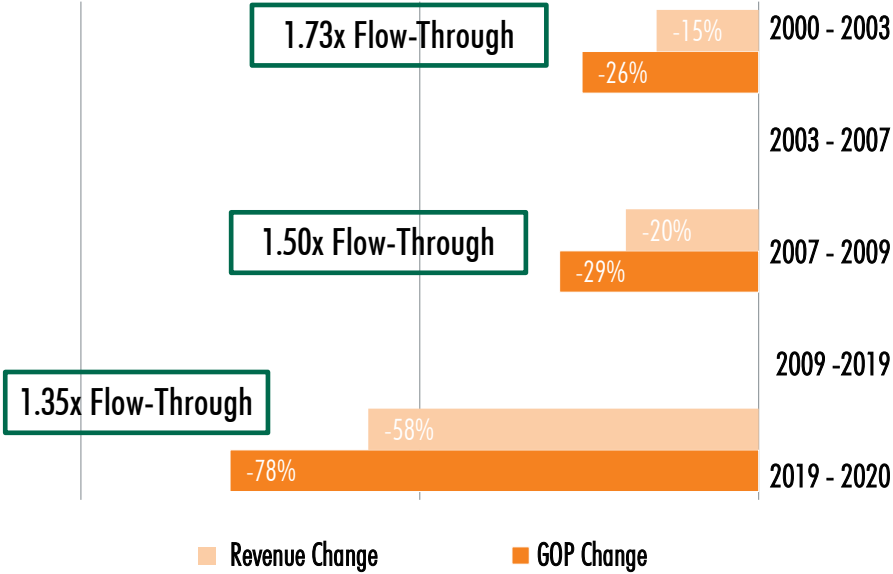 1.73x Flow-Through
-15%
2000 - 2003
-26%
2003 - 2007
1.50x Flow-Through
-20%
2007 - 2009
-29%
2009 -2019
1.35x Flow-Through
-58%
-78%
2019 - 2020
Revenue Change
GOP Change